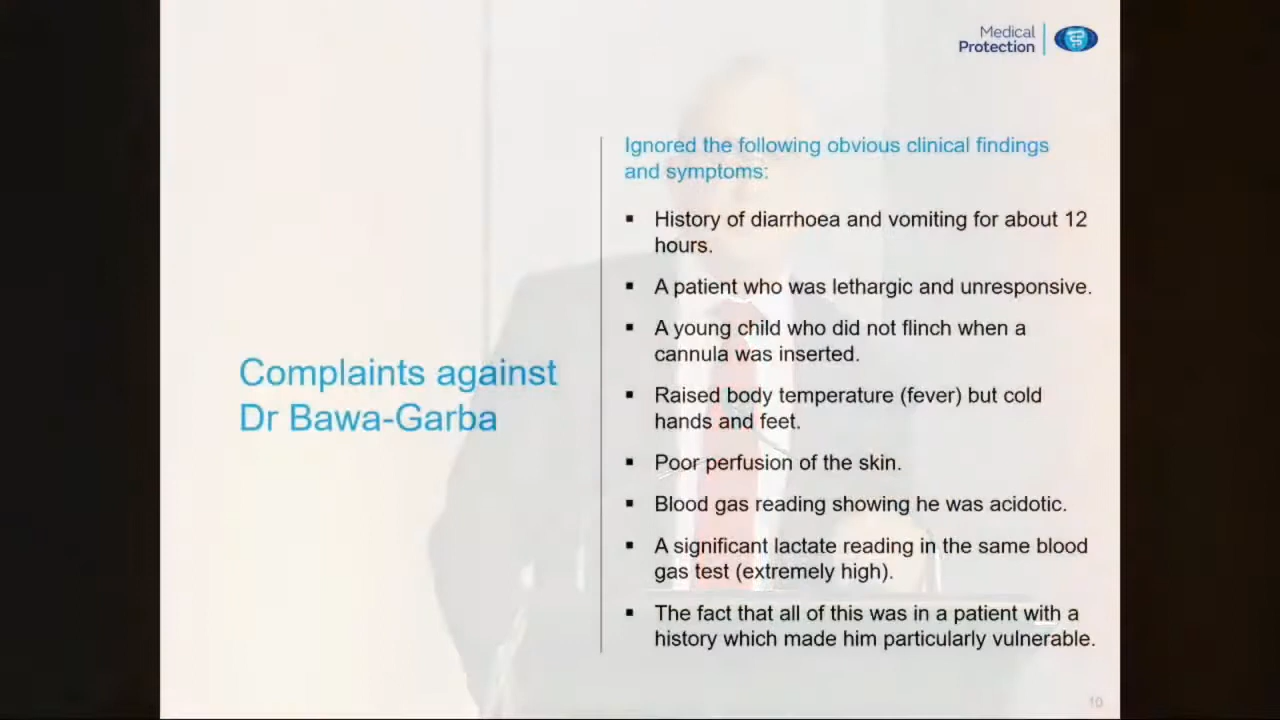 Medical
Protection
Ignored the following obvious clinical findings
and symptoms:
▪ History of diarrhoea and vomiting for about 12
hours.
▪ A patient who was lethargic and unresponsive.
▪ A young child who did not flinch when a
cannula was inserted.
▪ Raised body temperature (fever) but cold
hands and feet.
▪ Poor perfusion of the skin.
▪ Blood gas reading showing he was acidotic.
▪ A significant lactate reading in the same blood
gas test (extremely high).
▪ The fact that all of this was in a patient with a
history which made him particularly vulnerable.
Complaints against
Dr Bawa-Garba
10